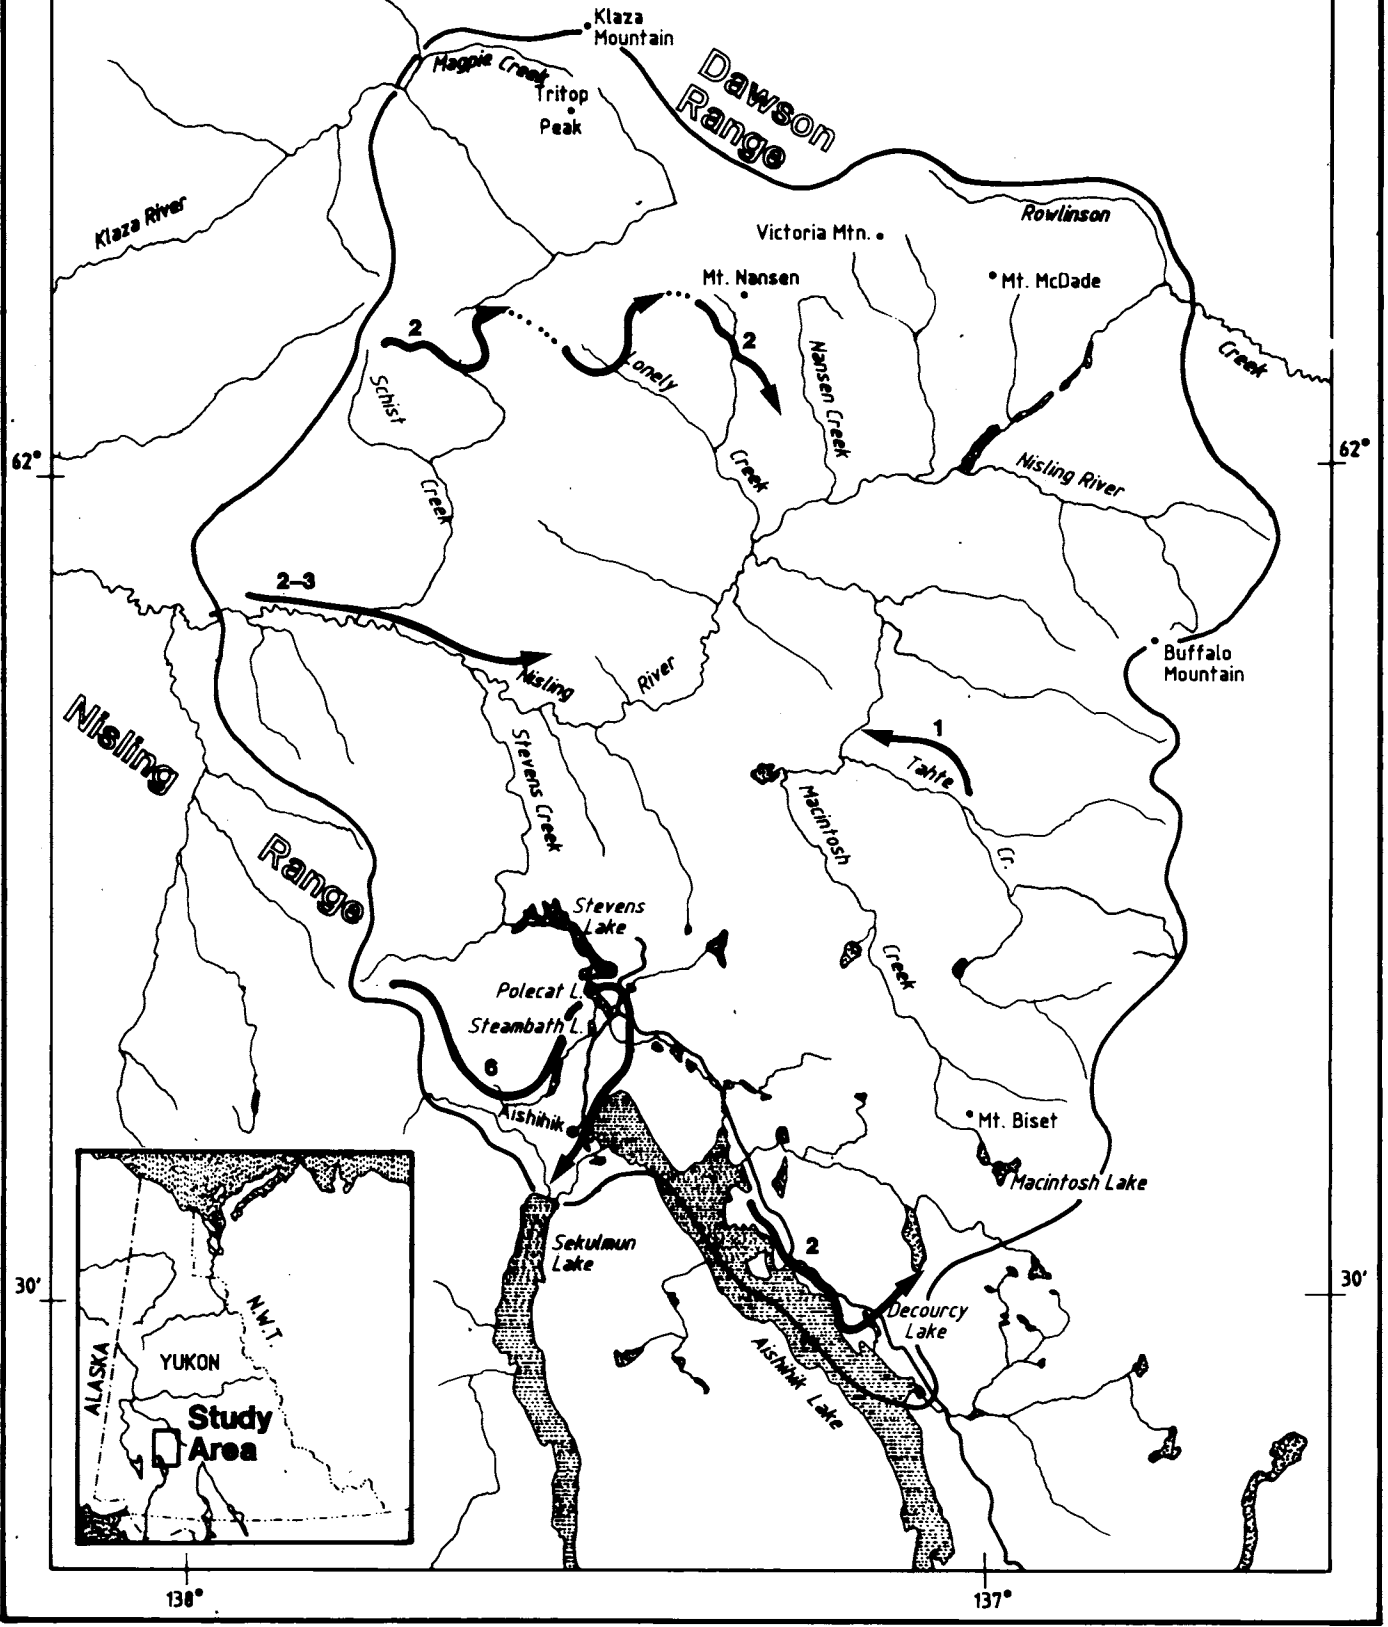 Klaza
Mountain
Magpie Creek
Tritop
Peak
Dawson
Range
Klaza River
Rowlinson
Victoria Mtn.
Mt. Nansen
Mt. McDade
2
2
Lonely
Nansen Creek
Creek
Schist
62°
62°
Creek
Creek
Nisling River
2–3
Buffalo
Mountain
Nisling
River
Nisling
Range
Stevens Creek
1
Tahte
Cr.
Macintosh
Creek
Stevens
Lake
Polecat L.
Steambath L.
6
Aishihik
Mt. Biset
Macintosh Lake
Sekulmun
Lake
2
30'
30'
Decourcy
Lake
Aishihik Lake
N.W.T
ALASKA
YUKON
Study
Area
138°
137°